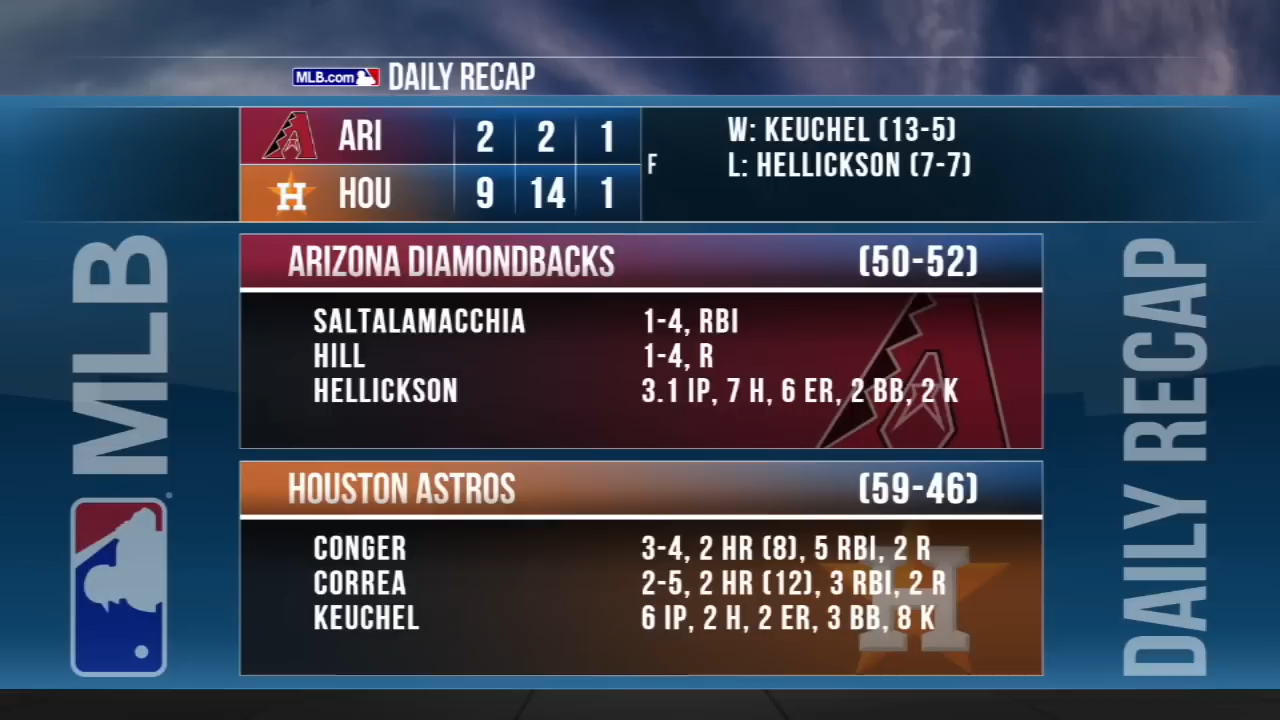 MLB.com DAILY RECAP
ARI 2 2 1
HOU 9 14 1
F
W: KEUCHEL (13-5)
L: HELLICKSON (7-7)
MLB
ARIZONA DIAMONDBACKS (50-52)
SALTALAMACCHIA 1-4, RBI
HILL 1-4, R
HELLICKSON 3.1 IP, 7 H, 6 ER, 2 BB, 2 K
HOUSTON ASTROS (59-46)
CONGER 3-4, 2 HR (8), 5 RBI, 2 R
CORREA 2-5, 2 HR (12), 3 RBI, 2 R
KEUCHEL 6 IP, 2 H, 2 ER, 3 BB, 8 K
DAILY RECAP
H
H